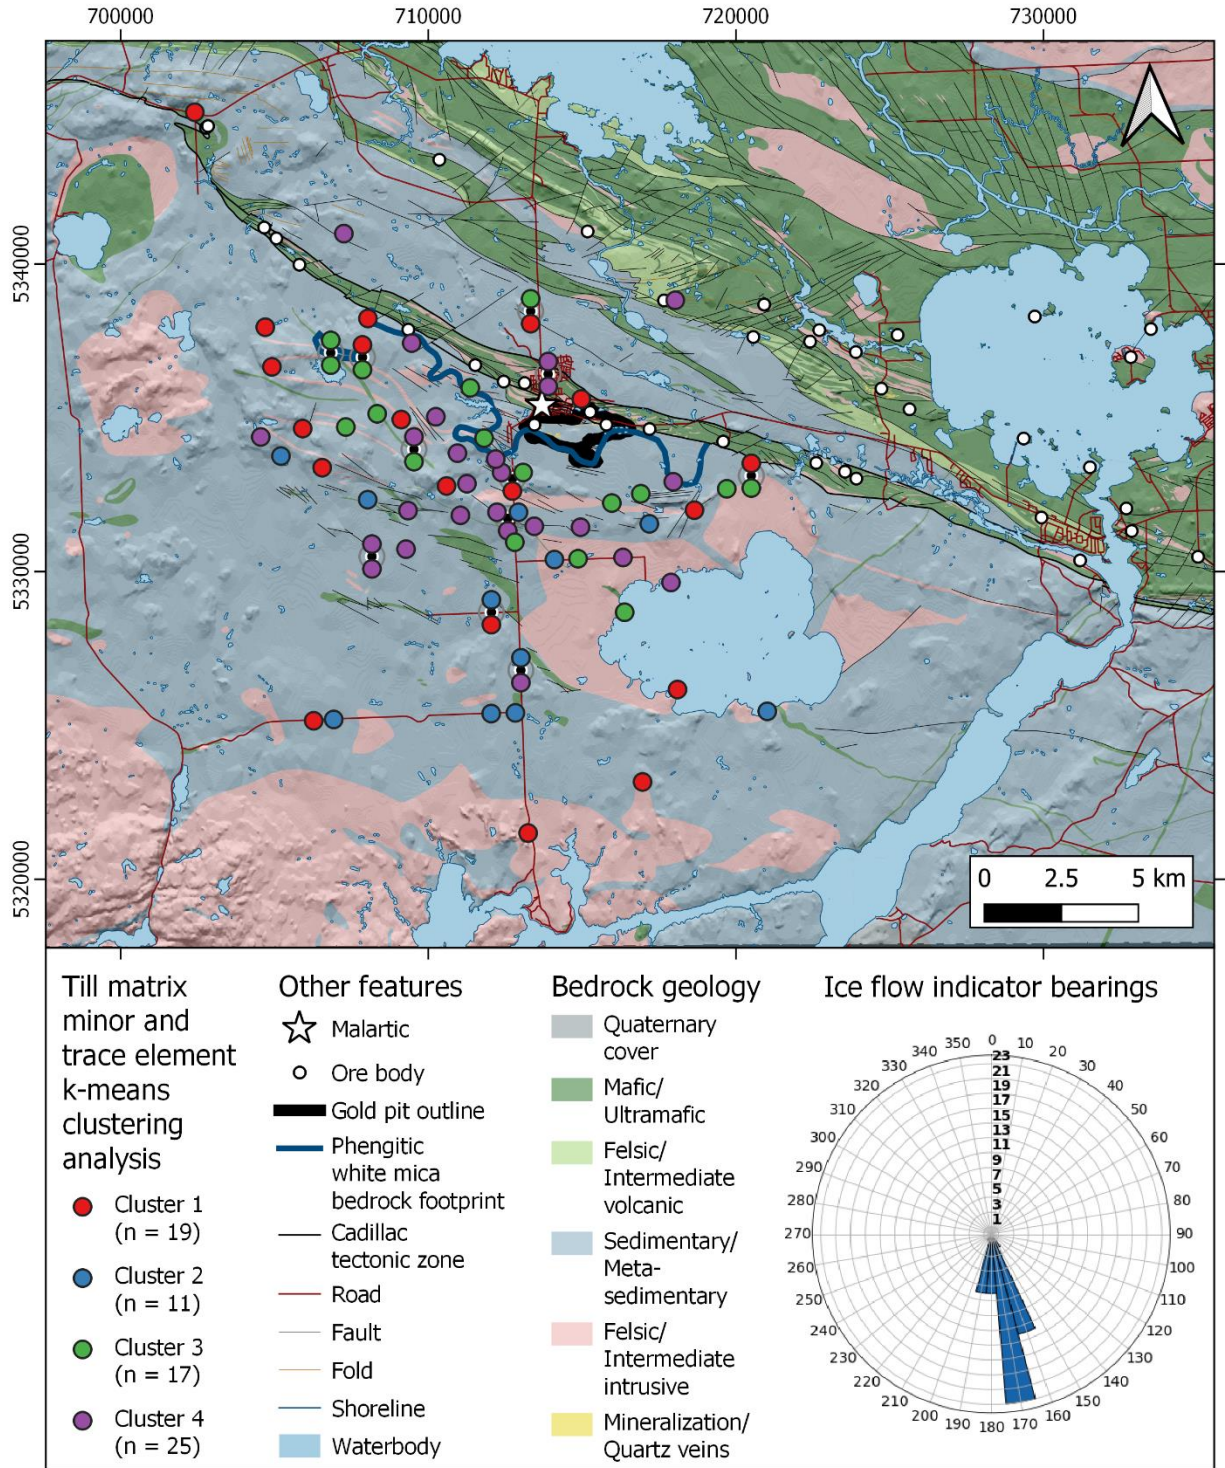 700000
710000
720000
730000
5340000
5330000
5320000
0 2.5 5 km
Till matrix
minor and
trace element
k-means
clustering
analysis
Cluster 1
(n = 19)
Cluster 2
(n = 11)
Cluster 3
(n = 17)
Cluster 4
(n = 25)
Other features
Malartic
Ore body
Gold pit outline
Phengitic
white mica
bedrock footprint
Cadillac
tectonic zone
Road
Fault
Fold
Shoreline
Waterbody
Bedrock geology
Quaternary
cover
Mafic/
Ultramafic
Felsic/
Intermediate
volcanic
Sedimentary/
Meta-
sedimentary
Felsic/
Intermediate
intrusive
Mineralization/
Quartz veins
Ice flow indicator bearings
0
10
20
30
40
50
60
70
80
90
100
110
120
130
140
150
160
170
180
190
200
210
220
230
240
250
260
270
280
290
300
310
320
330
340
350
23
21
19
17
15
13
11
9
7
5
3
1